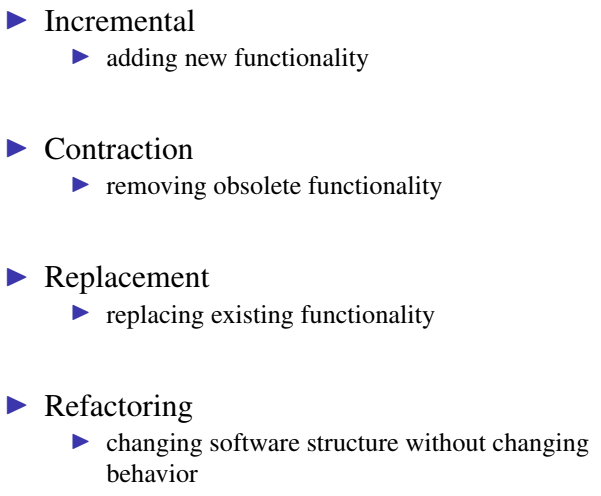 Incremental
adding new functionality
Contraction
removing obsolete functionality
Replacement
replacing existing functionality
Refactoring
changing software structure without changing
behavior